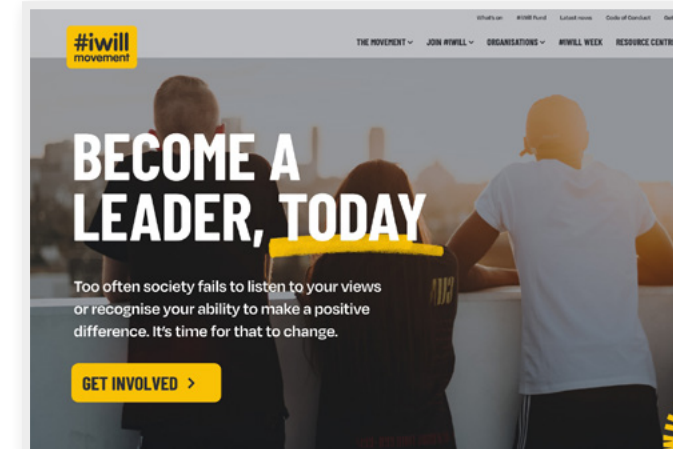 What's on #iWill Fund Latest news Code of Conduct
#iwill
movement
THE MOVEMENT JOIN #IWILL ORGANISATIONS #IWILL WEEK RESOURCE CENTRE
BECOME A
LEADER, TODAY
Too often society fails to listen to your views
or recognise your ability to make a positive
difference. It's time for that to change.
GET INVOLVED >